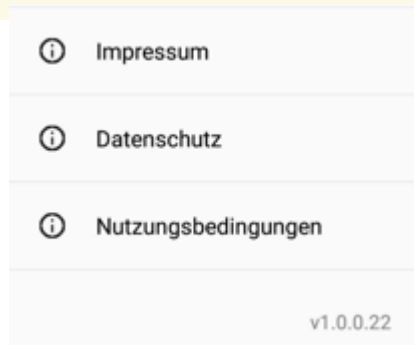 Impressum
Datenschutz
Nutzungsbedingungen
v1.0.0.22